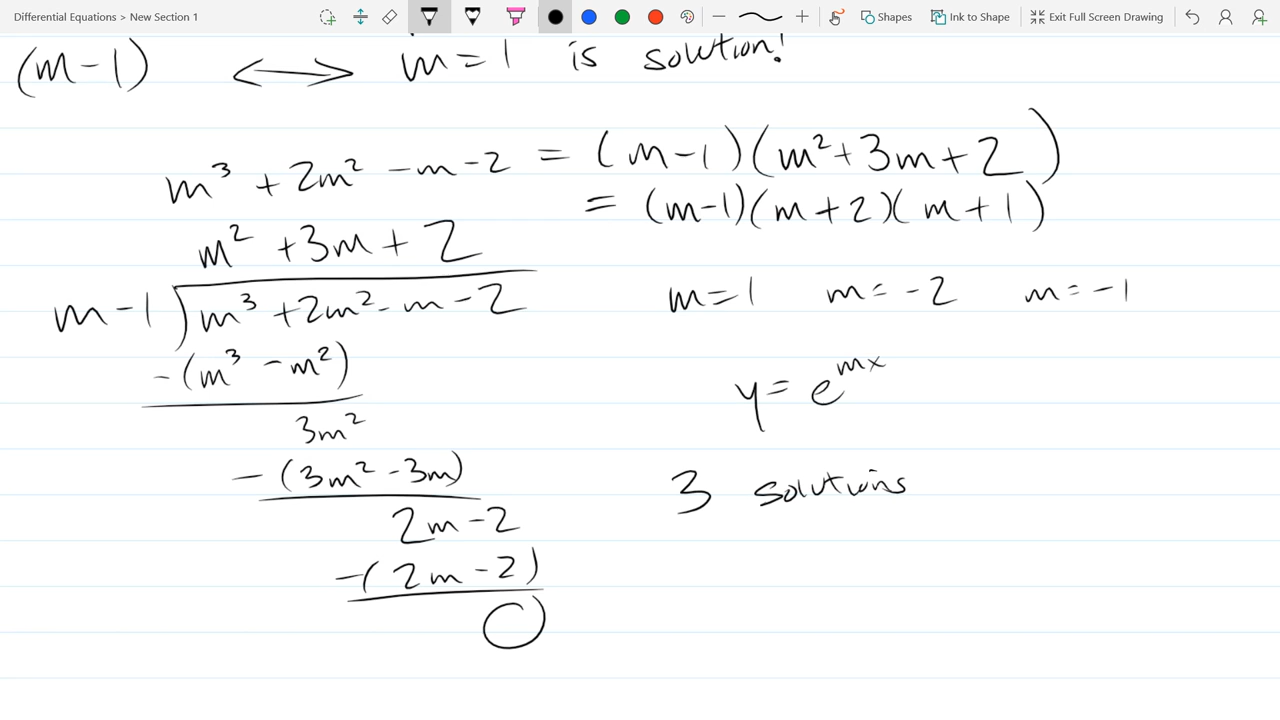 Differential Equations > New Section 1
Shapes
Ink to Shape
Exit Full Screen Drawing
(m-1) ⟷ m=1 is solution!
m³ + 2m² - m - 2 = (m-1)(m² + 3m + 2)
= (m-1)(m+2)(m+1)
m² + 3m + 2
m-1 ) m³ + 2m² - m - 2
-(m³ - m²)
3m²
-(3m² - 3m)
2m - 2
-(2m - 2)
0
m=1 m=-2 m=-1
y = e^{mx}
3 solutions